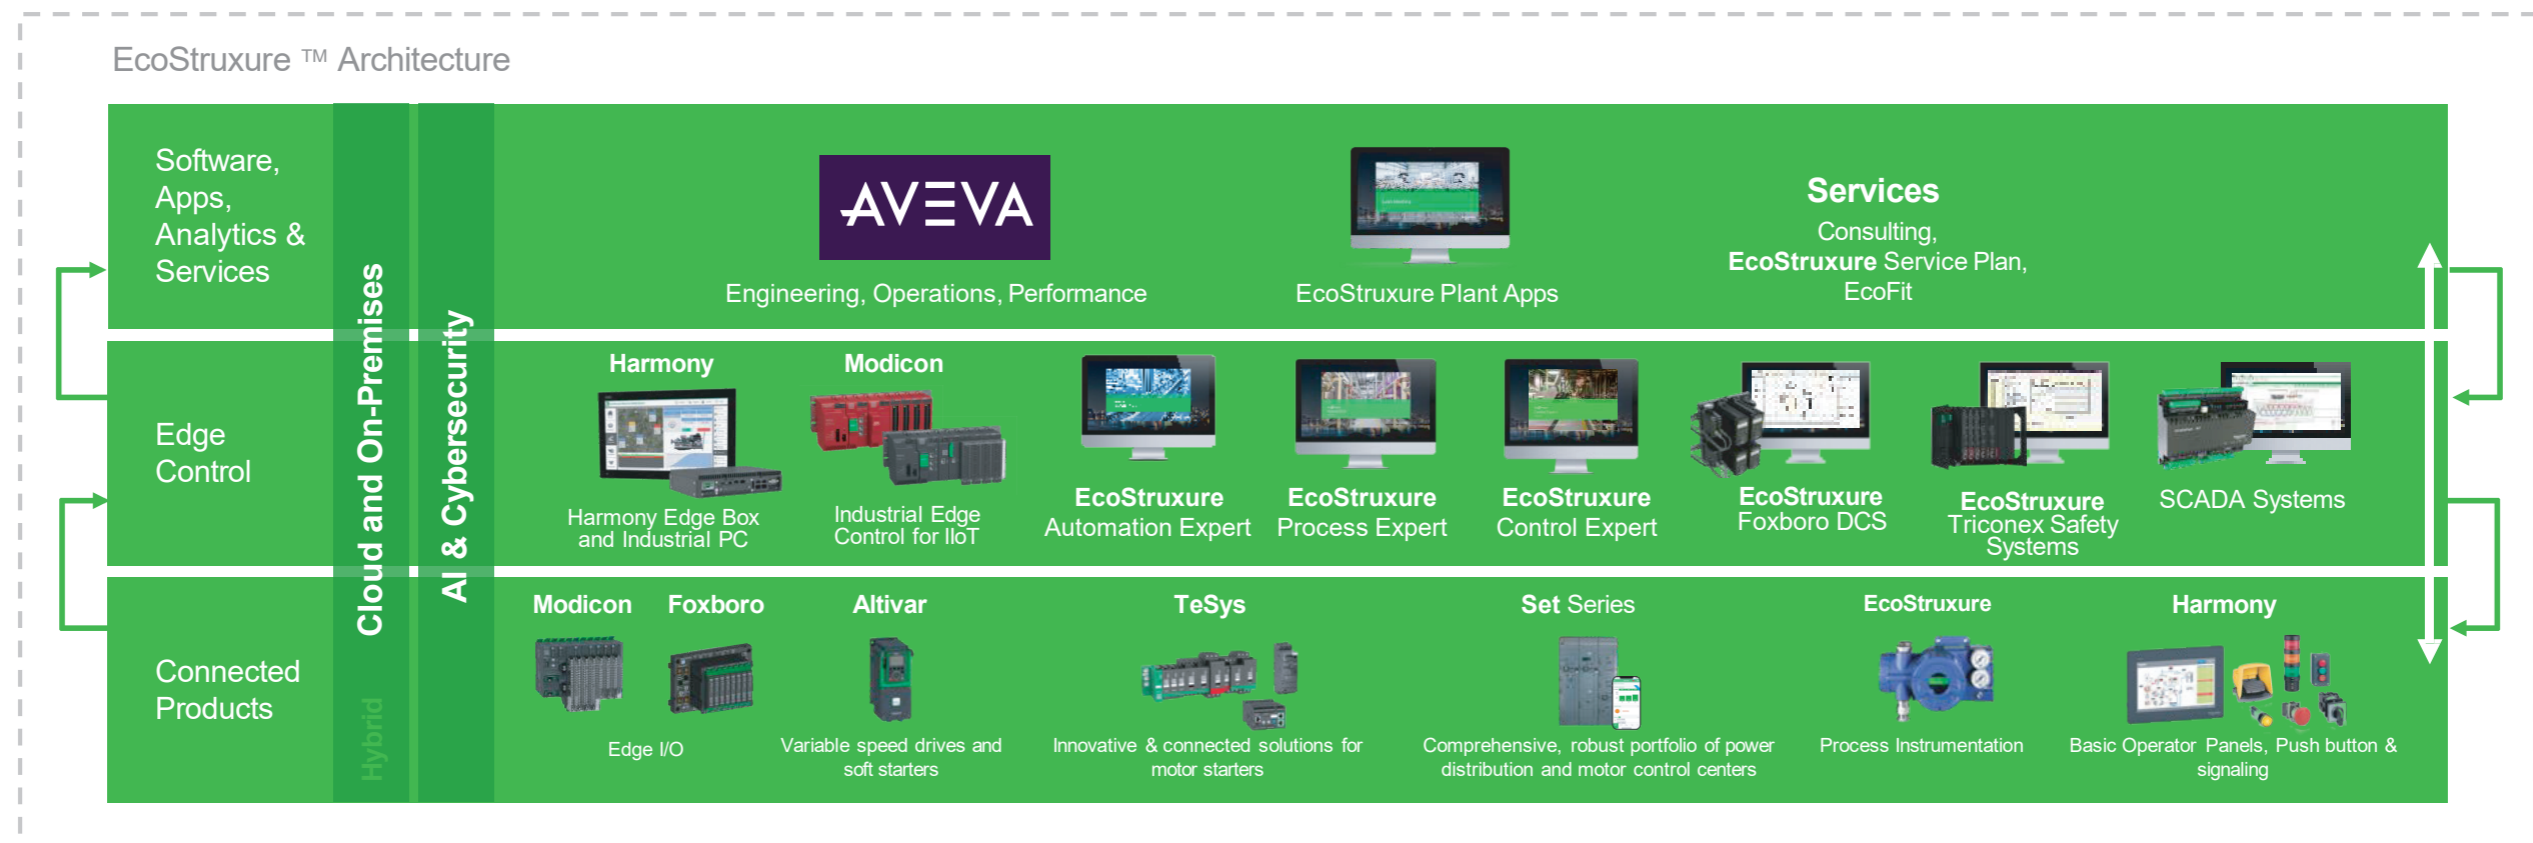 EcoStruxure ™ Architecture
Software,
Apps,
Analytics &
Services
AVEVA
Engineering, Operations, Performance
EcoStruxure Plant Apps
Services
Consulting,
EcoStruxure Service Plan,
EcoFit
Cloud and On-Premises
Hybrid
AI & Cybersecurity
Edge
Control
Harmony
Harmony Edge Box
and Industrial PC
Modicon
Industrial Edge
Control for IIoT
EcoStruxure
Automation Expert
EcoStruxure
Process Expert
EcoStruxure
Control Expert
EcoStruxure
Foxboro DCS
EcoStruxure
Triconex Safety
Systems
SCADA Systems
Connected
Products
Modicon
Foxboro
Edge I/O
Altivar
Variable speed drives and
soft starters
TeSys
Innovative & connected solutions for
motor starters
Set Series
Comprehensive, robust portfolio of power
distribution and motor control centers
EcoStruxure
Process Instrumentation
Harmony
Basic Operator Panels, Push button &
signaling